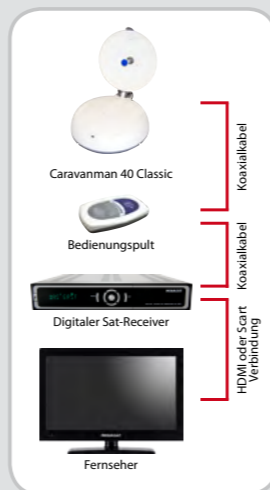 Caravanman 40 Classic
Koaxialkabel
Bedienungspult
Koaxialkabel
Digitaler Sat-Receiver
HDMI oder Scart
Verbindung
Fernseher